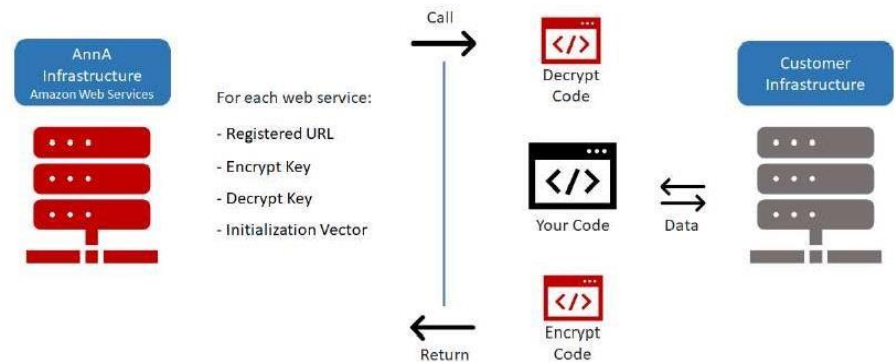 AnnA
Infrastructure
Amazon Web Services
For each web service:
- Registered URL
- Encrypt Key
- Decrypt Key
- Initialization Vector
Call
</>
Decrypt
Code
</>
Your Code
Data
</>
Encrypt
Code
Return
Customer
Infrastructure